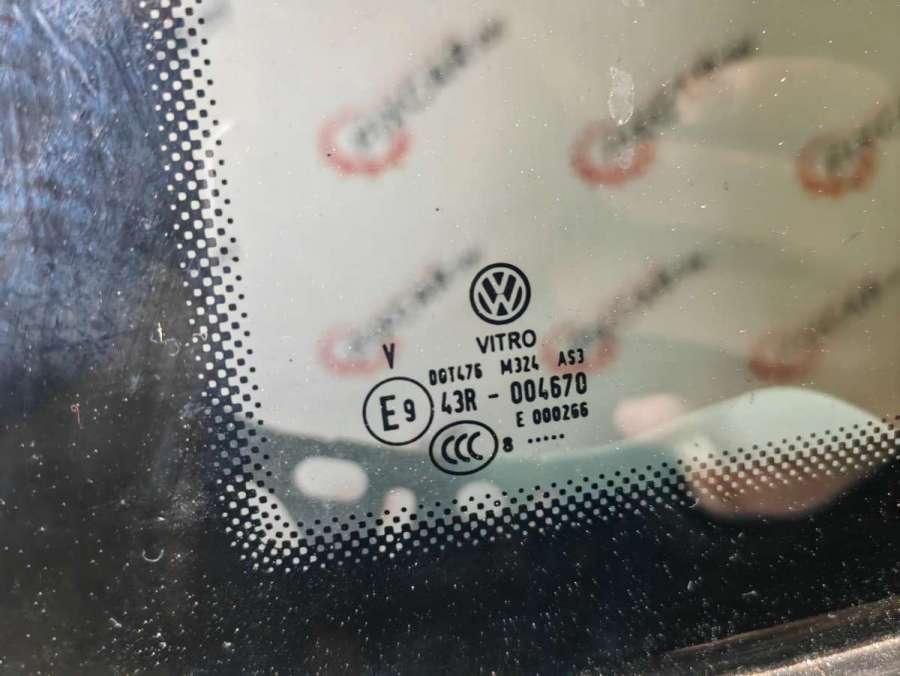 VITRO
V
DOT476 M324 AS3
E9
43R - 004670
E 000266
CCC
8 .....